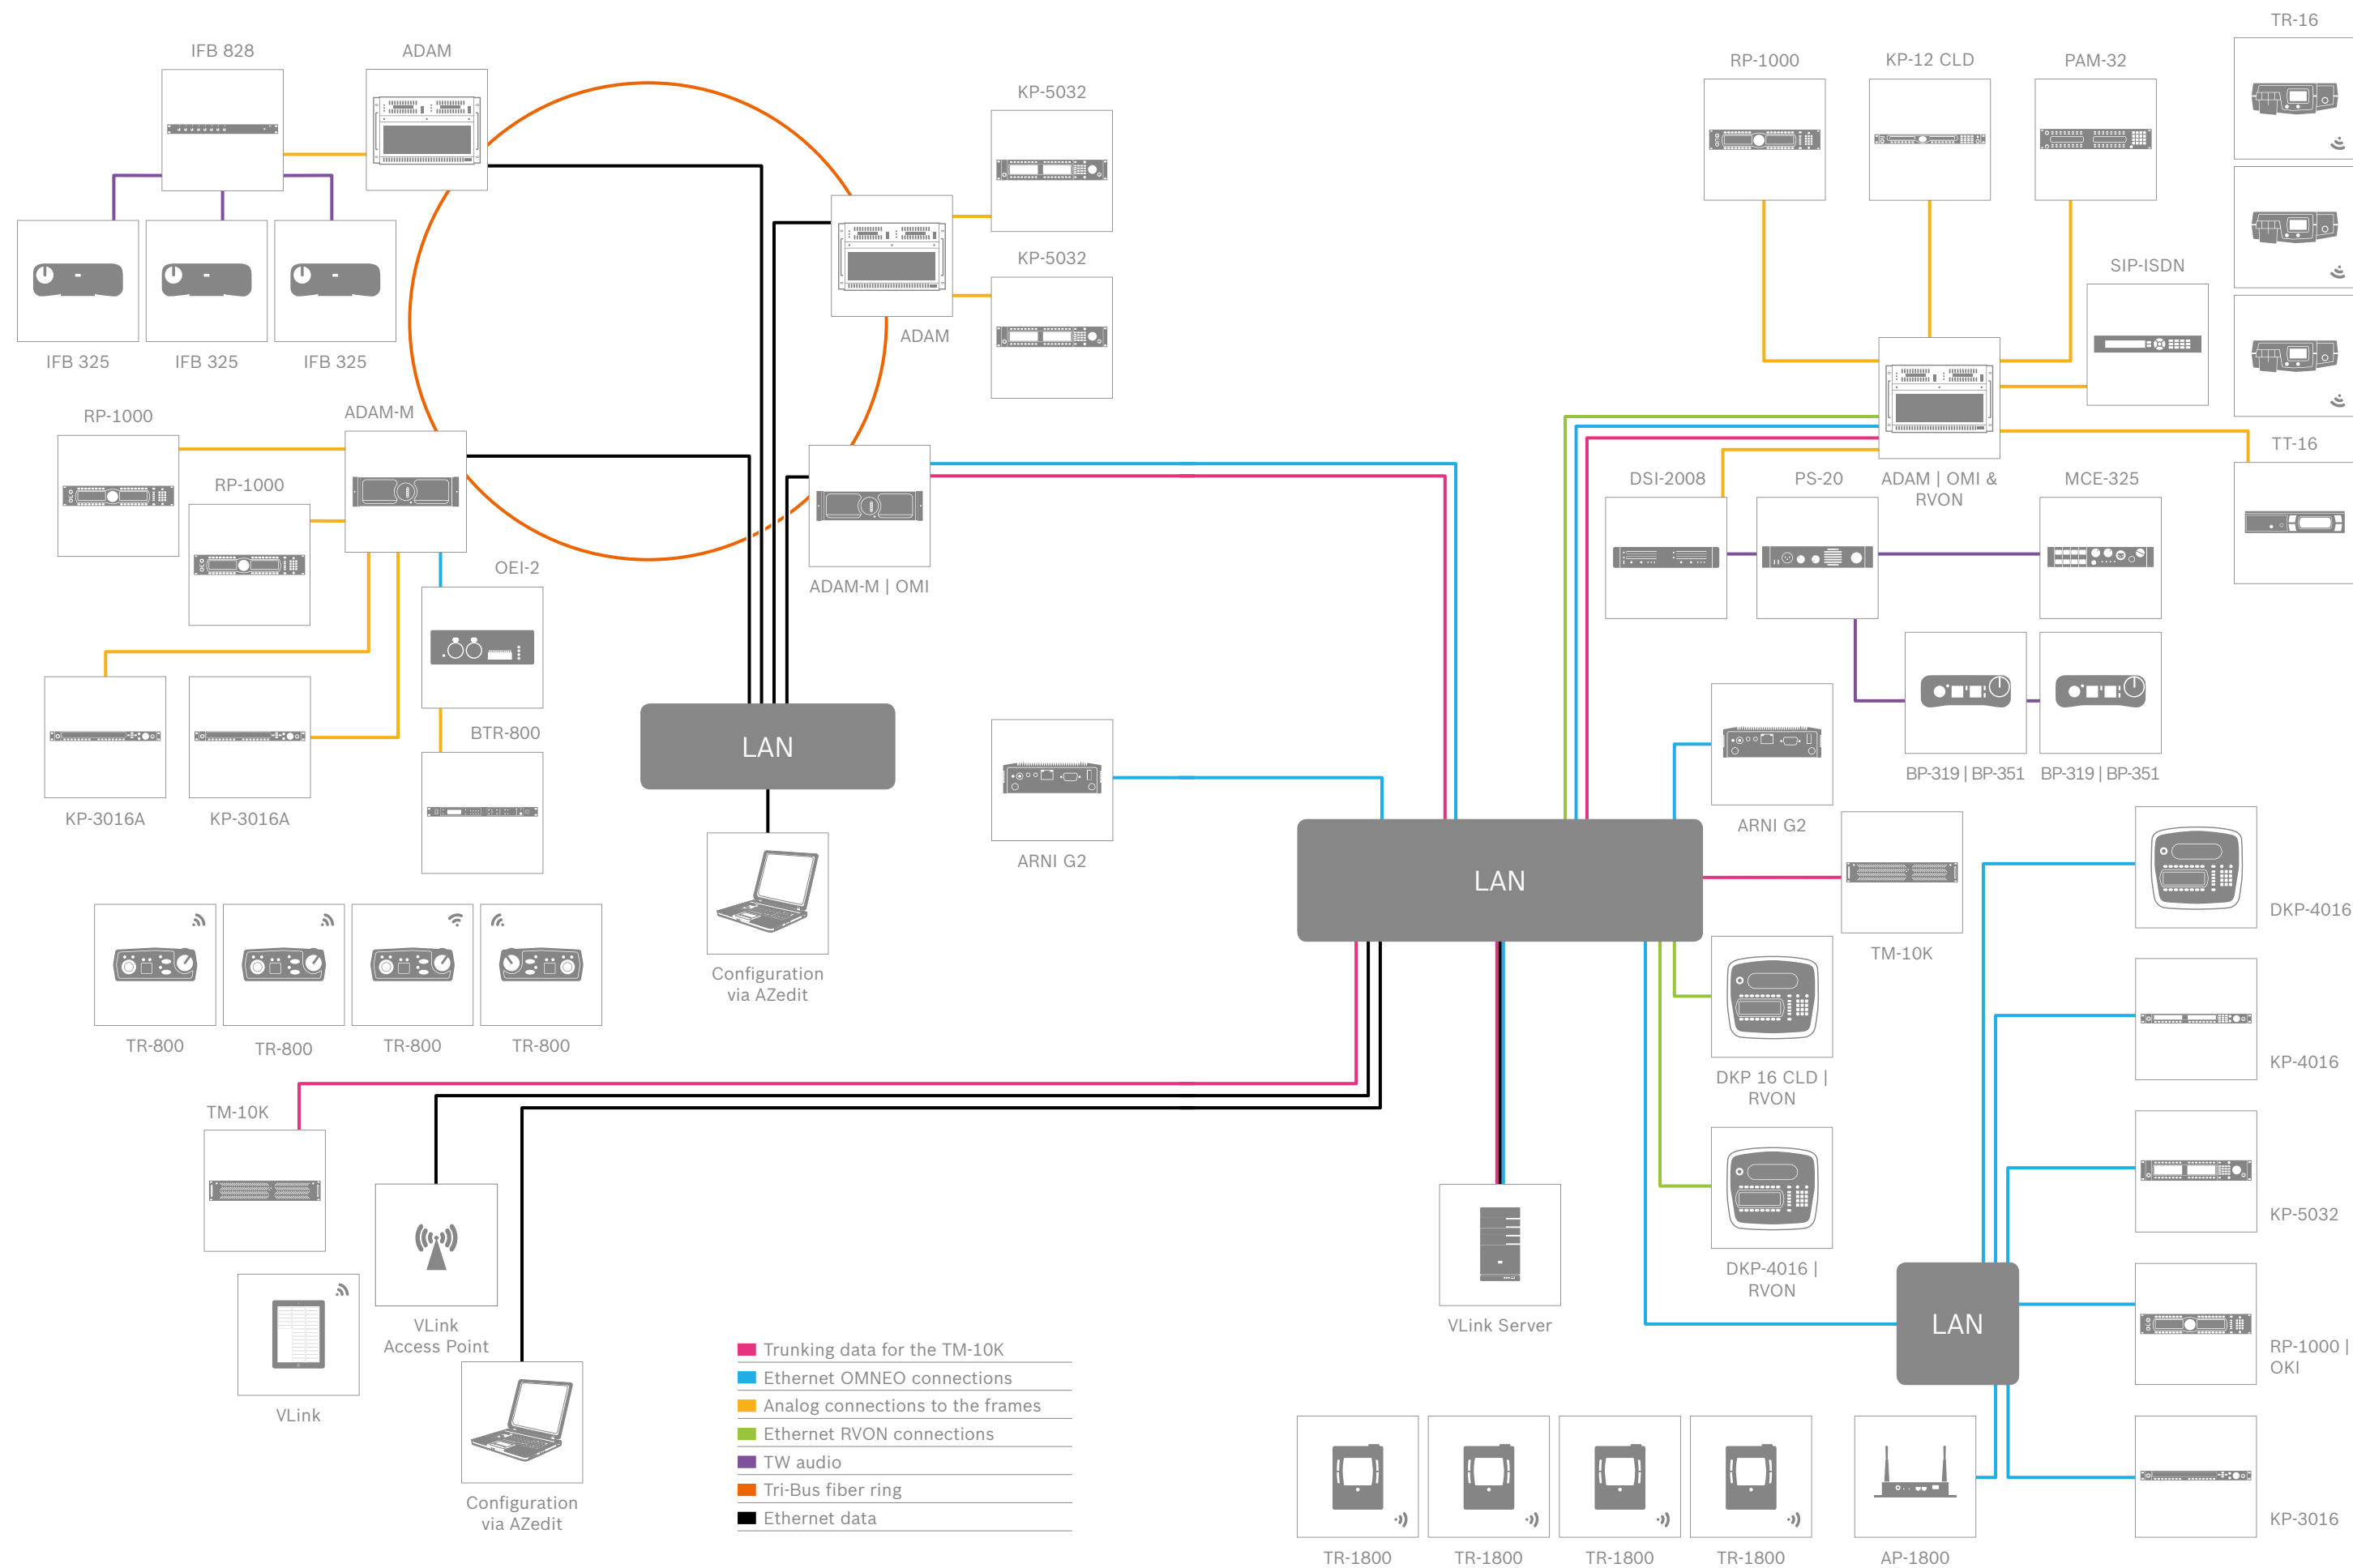 TR-16
IFB 828
ADAM
RP-1000
KP-12 CLD
PAM-32
KP-5032
KP-5032
SIP-ISDN
ADAM
IFB 325
IFB 325
IFB 325
RP-1000
ADAM-M
RP-1000
TT-16
DSI-2008
PS-20
ADAM | OMI &
RVON
MCE-325
OEI-2
ADAM-M | OMI
BTR-800
LAN
KP-3016A
KP-3016A
BP-319 | BP-351
BP-319 | BP-351
ARNI G2
ARNI G2
LAN
DKP-4016
TM-10K
Configuration
via AZedit
TR-800
TR-800
TR-800
TR-800
KP-4016
DKP 16 CLD |
RVON
TM-10K
KP-5032
DKP-4016 |
RVON
VLink
Access Point
VLink Server
LAN
RP-1000 |
OKI
VLink
Trunking data for the TM-10K
Ethernet OMNEO connections
Analog connections to the frames
Ethernet RVON connections
TW audio
Tri-Bus fiber ring
Ethernet data
Configuration
via AZedit
KP-3016
TR-1800
TR-1800
TR-1800
TR-1800
AP-1800